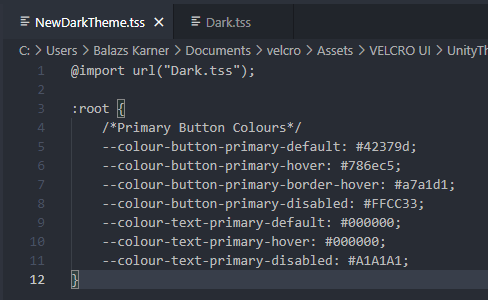 NewDarkTheme.tss
Dark.tss
C: > Users > Balazs Karner > Documents > velcro > Assets > VELCRO UI > UnityTh
1 @import url("Dark.tss");
2
3 :root {
4 /*Primary Button Colours*/
5 --colour-button-primary-default: #42379d;
6 --colour-button-primary-hover: #786ec5;
7 --colour-button-primary-border-hover: #a7a1d1;
8 --colour-button-primary-disabled: #FFCC33;
9 --colour-text-primary-default: #000000;
10 --colour-text-primary-hover: #000000;
11 --colour-text-primary-disabled: #A1A1A1;
12 }